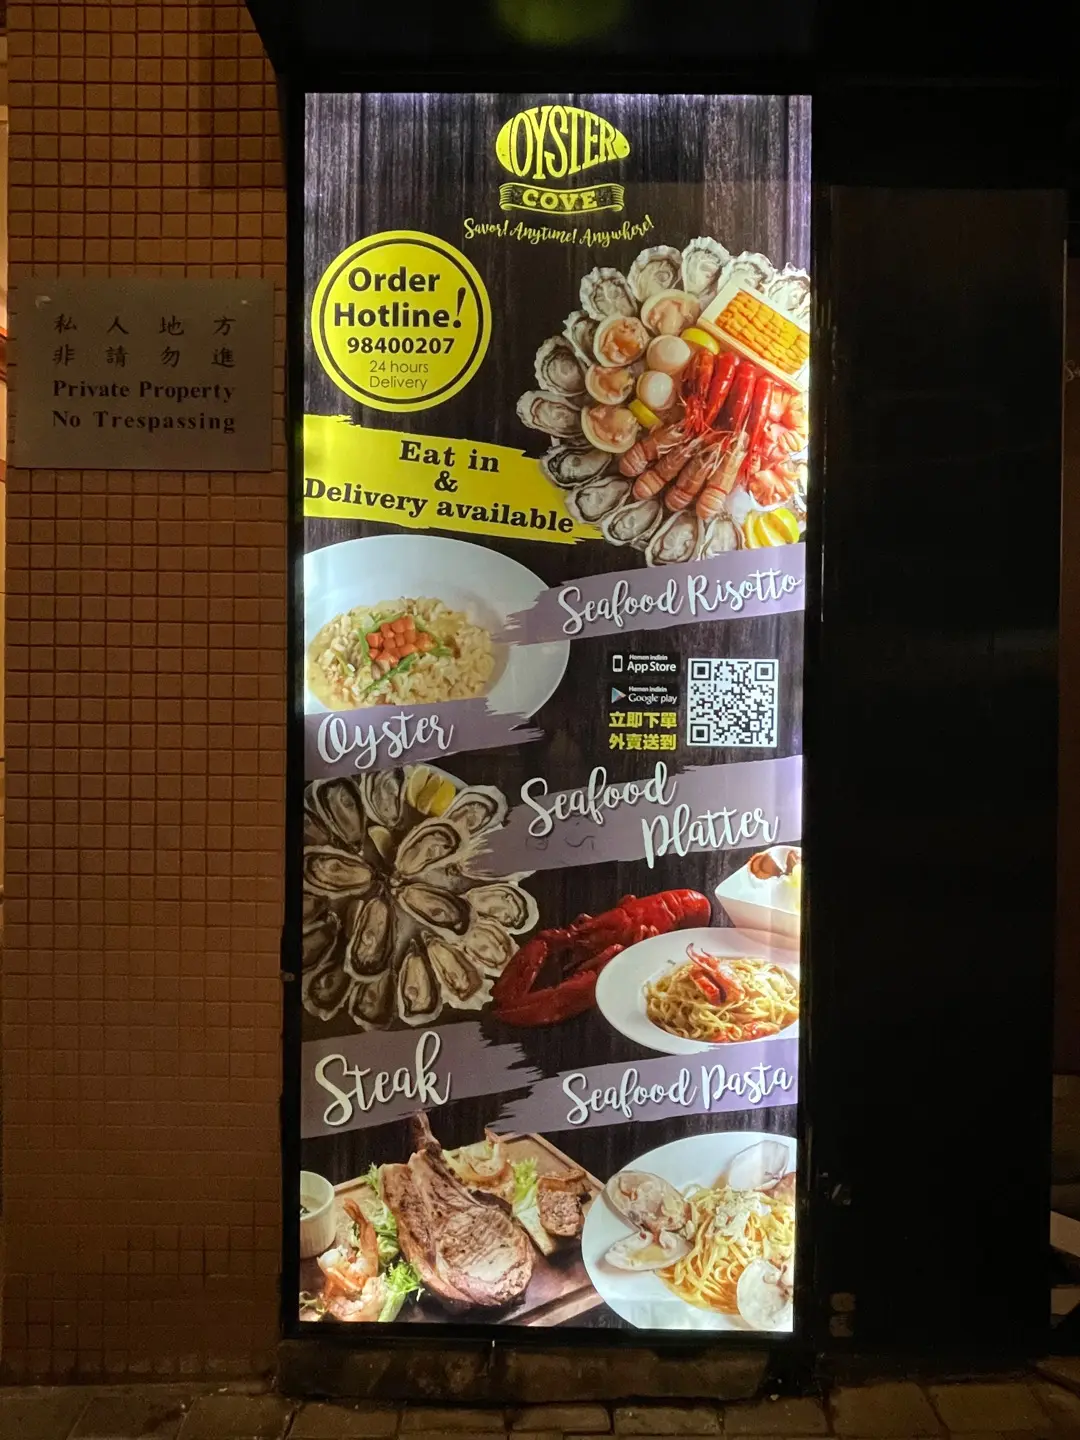 OYSTER
COVE
Savor! Anytime! Anywhere!
Order
Hotline!
98400207
24 hours
Delivery
私人地方
非請勿進
Private Property
No Trespassing
Eat in
&
Delivery available
Seafood Risotto
App Store
Google play
立即下單
外賣送到
Oyster
Seafood
Platter
Steak
Seafood Pasta